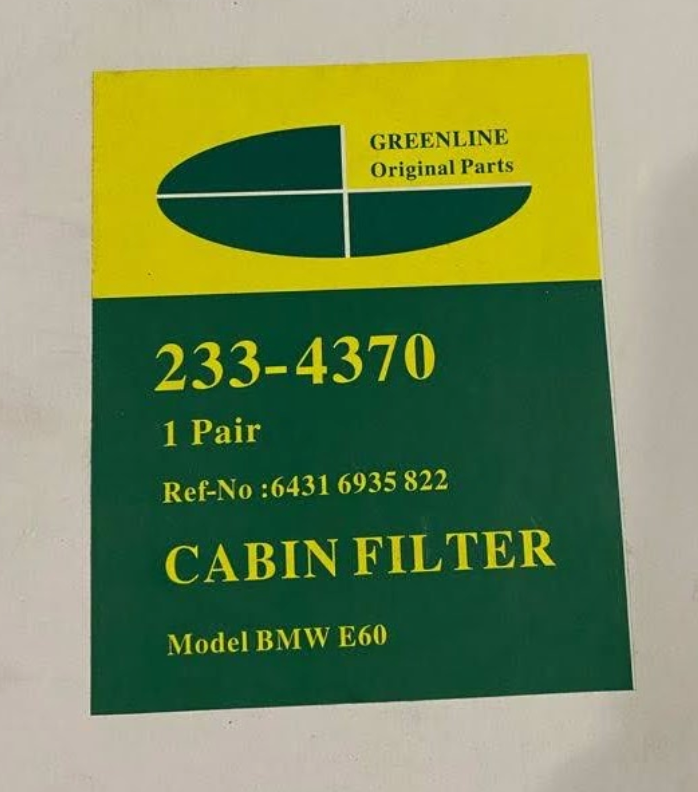 GREENLINE
Original Parts
233-4370
1 Pair
Ref-No :6431 6935 822
CABIN FILTER
Model BMW E60